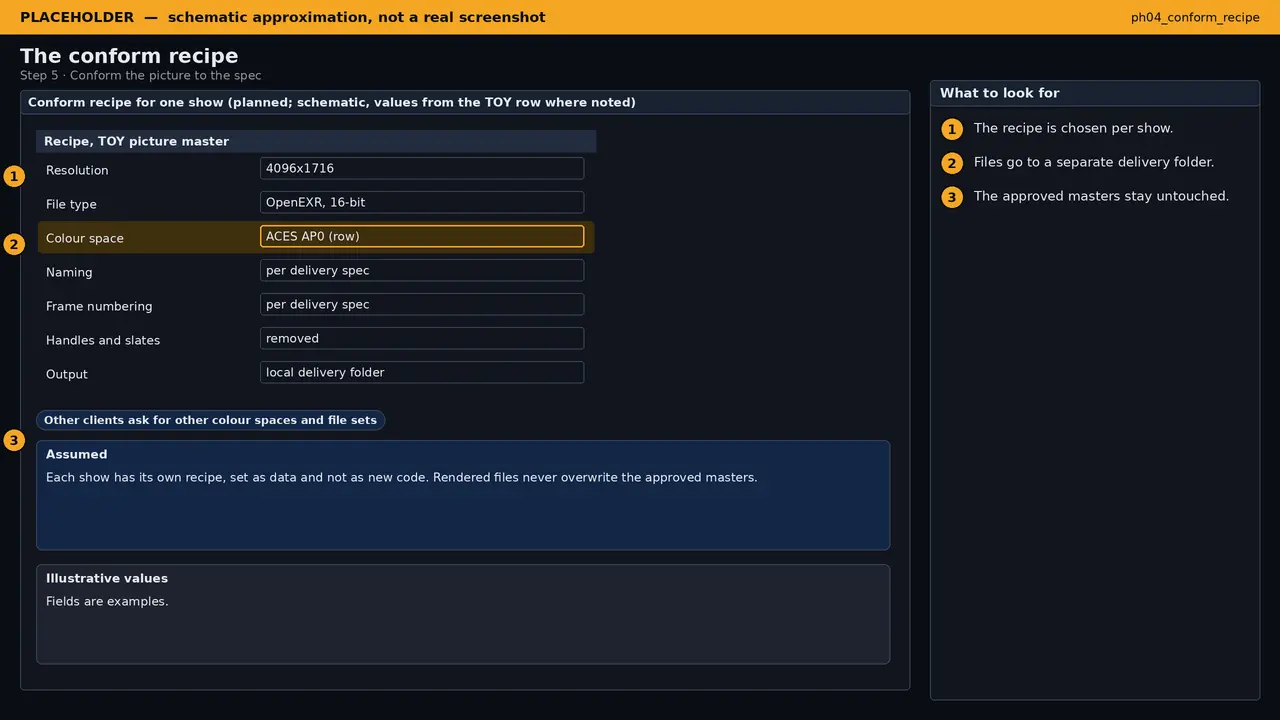 PLACEHOLDER — schematic approximation, not a real screenshot
ph04_conform_recipe
The conform recipe
Step 5 · Conform the picture to the spec
Conform recipe for one show (planned; schematic, values from the TOY row where noted)
Recipe, TOY picture master
1
Resolution
4096x1716
File type
OpenEXR, 16-bit
2
Colour space
ACES AP0 (row)
Naming
per delivery spec
Frame numbering
per delivery spec
Handles and slates
removed
Output
local delivery folder
Other clients ask for other colour spaces and file sets
3
Assumed
Each show has its own recipe, set as data and not as new code. Rendered files never overwrite the approved masters.
Illustrative values
Fields are examples.
What to look for
1 The recipe is chosen per show.
2 Files go to a separate delivery folder.
3 The approved masters stay untouched.